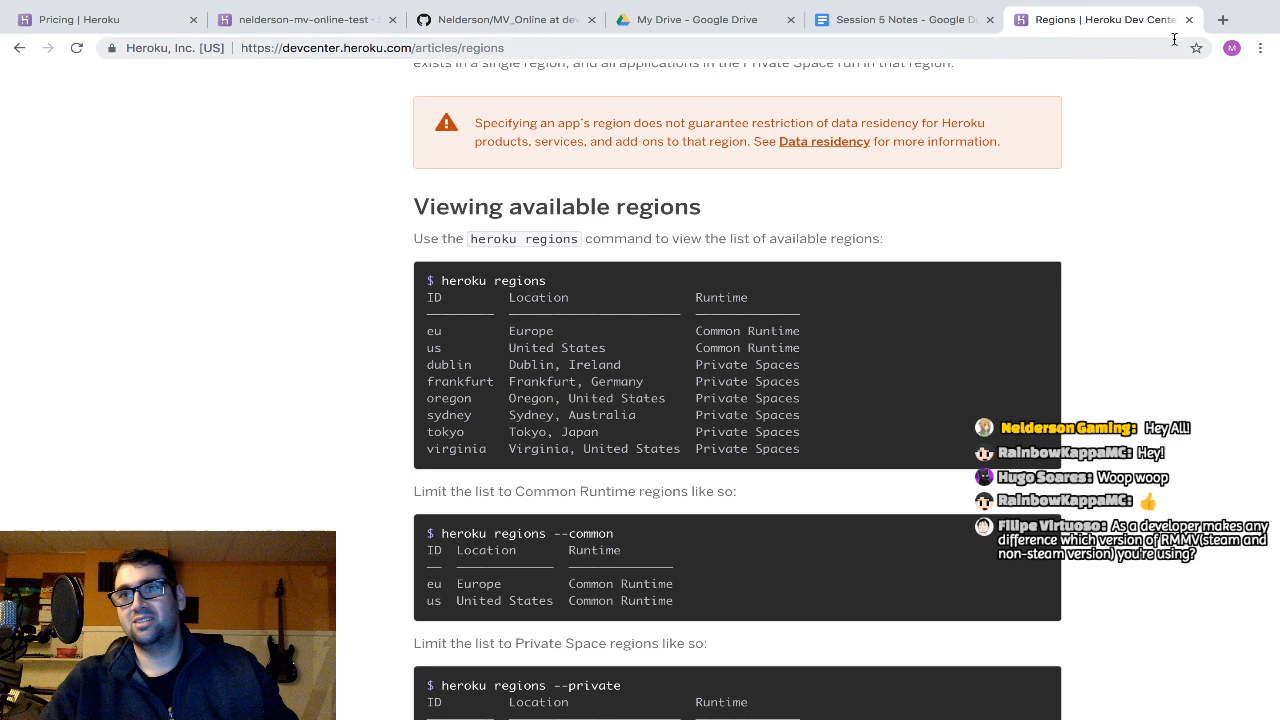 Pricing | Heroku
nelderson-mv-online-test ·
Nelderson/MV_Online at dev
My Drive - Google Drive
Session 5 Notes - Google D
Regions | Heroku Dev Cente
Heroku, Inc. [US] | https://devcenter.heroku.com/articles/regions
M
exists in a single region, and all applications in the Private Space run in that region.
Specifying an app's region does not guarantee restriction of data residency for Heroku
products, services, and add-ons to that region. See Data residency for more information.
Viewing available regions
Use the heroku regions command to view the list of available regions:
$ heroku regions
ID Location Runtime
eu Europe Common Runtime
us United States Common Runtime
dublin Dublin, Ireland Private Spaces
frankfurt Frankfurt, Germany Private Spaces
oregon Oregon, United States Private Spaces
sydney Sydney, Australia Private Spaces
tokyo Tokyo, Japan Private Spaces
virginia Virginia, United States Private Spaces
Limit the list to Common Runtime regions like so:
$ heroku regions --common
ID Location Runtime
eu Europe Common Runtime
us United States Common Runtime
Limit the list to Private Space regions like so:
$ heroku regions --private
ID Location Runtime
Nelderson Gaming: Hey All!
RainbowKappaMC: Hey!
Hugo Soares: Woop woop
RainbowKappaMC: 👍
Filipe Virtuoso: As a developer makes any
difference which version of RMMV(steam and
non-steam version) you're using?